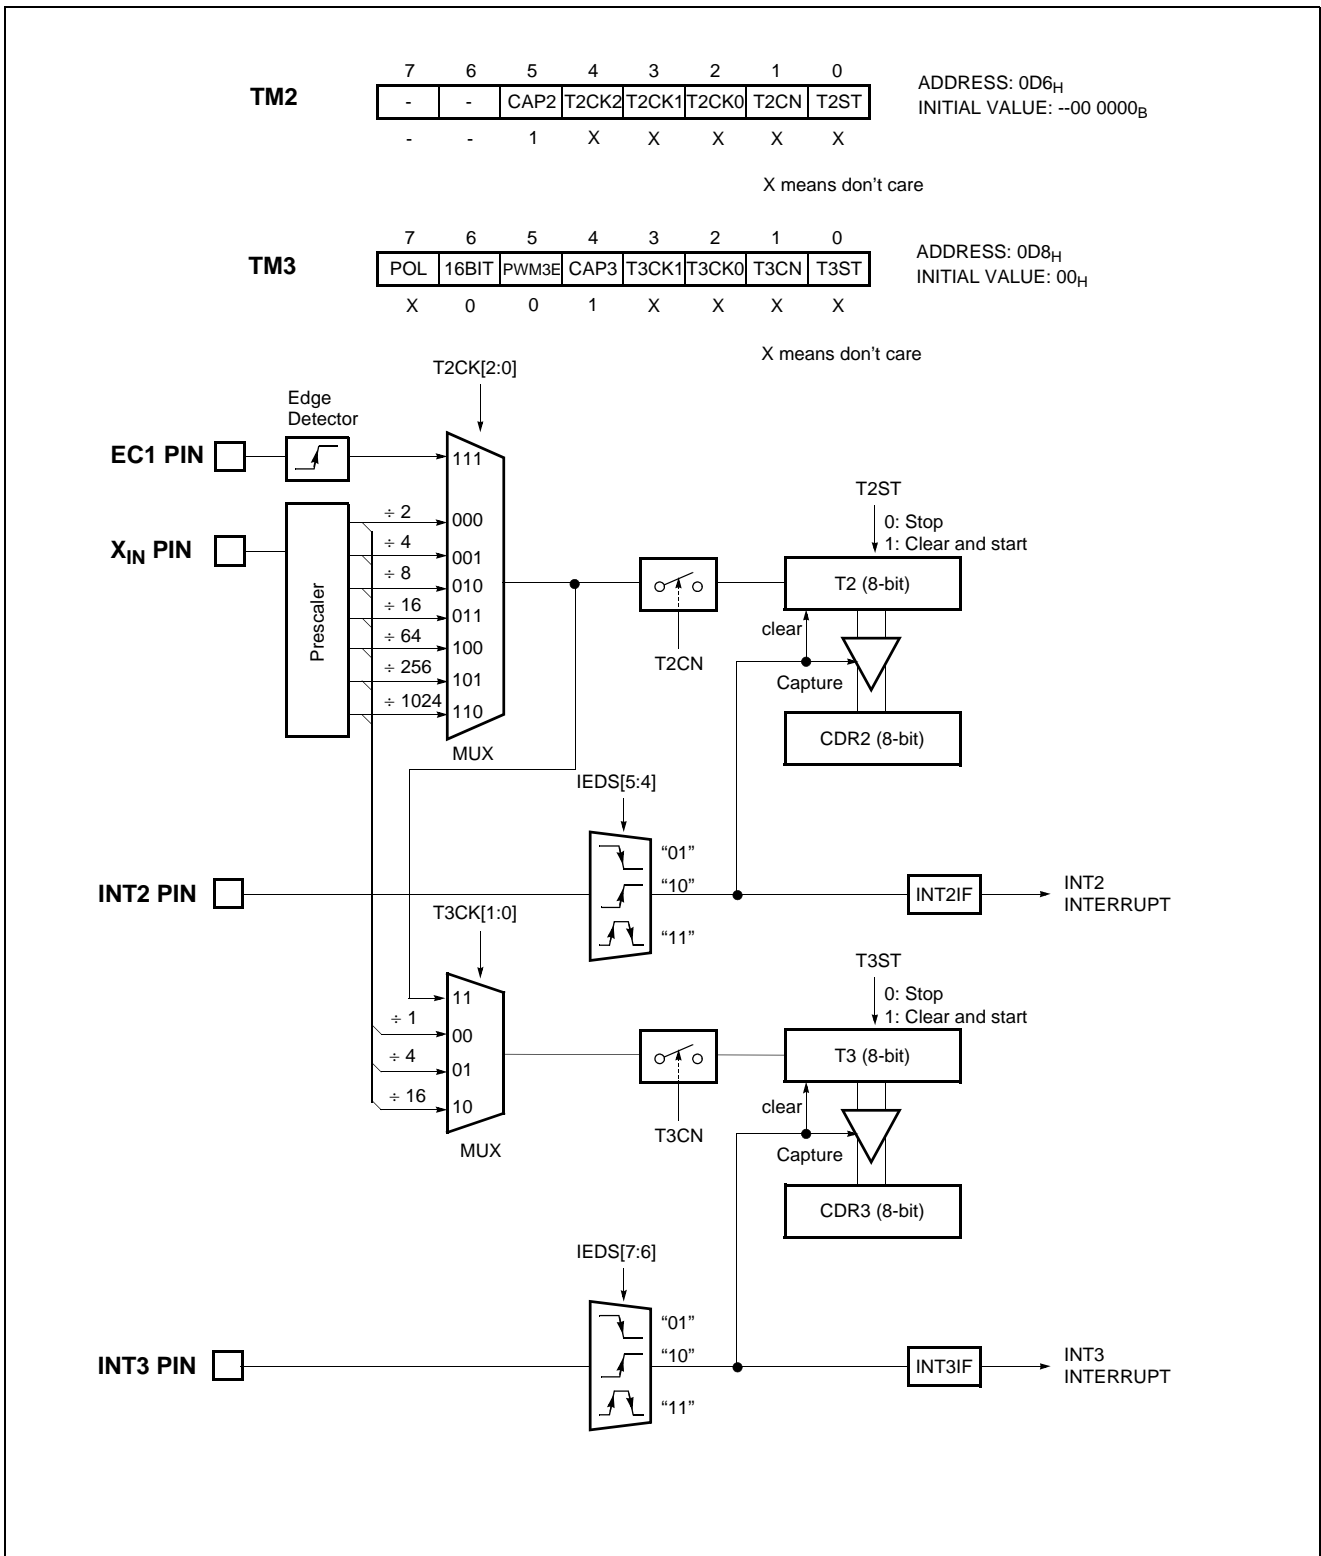 7 6 5 4 3 2 1 0
TM2 - - CAP2 T2CK2 T2CK1 T2CK0 T2CN T2ST
ADDRESS: 0D6H
INITIAL VALUE: --00 0000B
- - 1 X X X X X
X means don't care
7 6 5 4 3 2 1 0
TM3 POL 16BIT PWM3E CAP3 T3CK1 T3CK0 T3CN T3ST
ADDRESS: 0D8H
INITIAL VALUE: 00H
X 0 0 1 X X X X
X means don't care
T2CK[2:0]
Edge
Detector
EC1 PIN
111
T2ST
0: Stop
1: Clear and start
XIN PIN
Prescaler
÷ 2 000
÷ 4 001
÷ 8 010
÷ 16 011
÷ 64 100
÷ 256 101
÷ 1024 110
MUX
T2CN
T2 (8-bit)
clear
Capture
CDR2 (8-bit)
IEDS[5:4]
“01”
“10”
“11”
INT2 PIN
INT2IF
INT2
INTERRUPT
T3CK[1:0]
T3ST
0: Stop
1: Clear and start
11
÷ 1 00
÷ 4 01
÷ 16 10
MUX
T3CN
T3 (8-bit)
clear
Capture
CDR3 (8-bit)
IEDS[7:6]
“01”
“10”
“11”
INT3 PIN
INT3IF
INT3
INTERRUPT